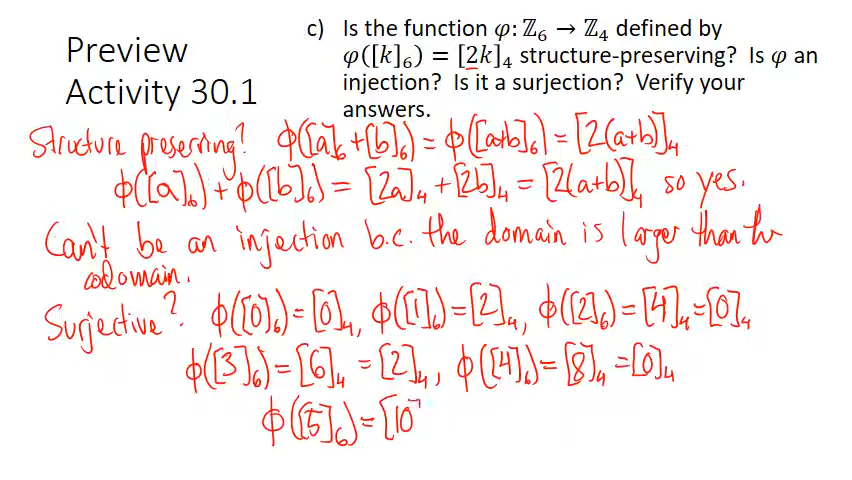 Preview
Activity 30.1
c) Is the function φ: ℤ₆ → ℤ₄ defined by
φ([k]₆) = [2k]₄ structure-preserving? Is φ an
injection? Is it a surjection? Verify your
answers.
Structure preserving? ϕ([a]₆+[b]₆) = ϕ([a+b]₆) = [2(a+b)]₄
ϕ([a]₆) + ϕ([b]₆) = [2a]₄ + [2b]₄ = [2(a+b)]₄ so yes.
Can't be an injection b.c. the domain is larger than the
codomain.
Surjective? ϕ([0]₆) = [0]₄, ϕ([1]₆) = [2]₄, ϕ([2]₆) = [4]₄ = [0]₄
ϕ([3]₆) = [6]₄ = [2]₄, ϕ([4]₆) = [8]₄ = [0]₄
ϕ([5]₆) = [10